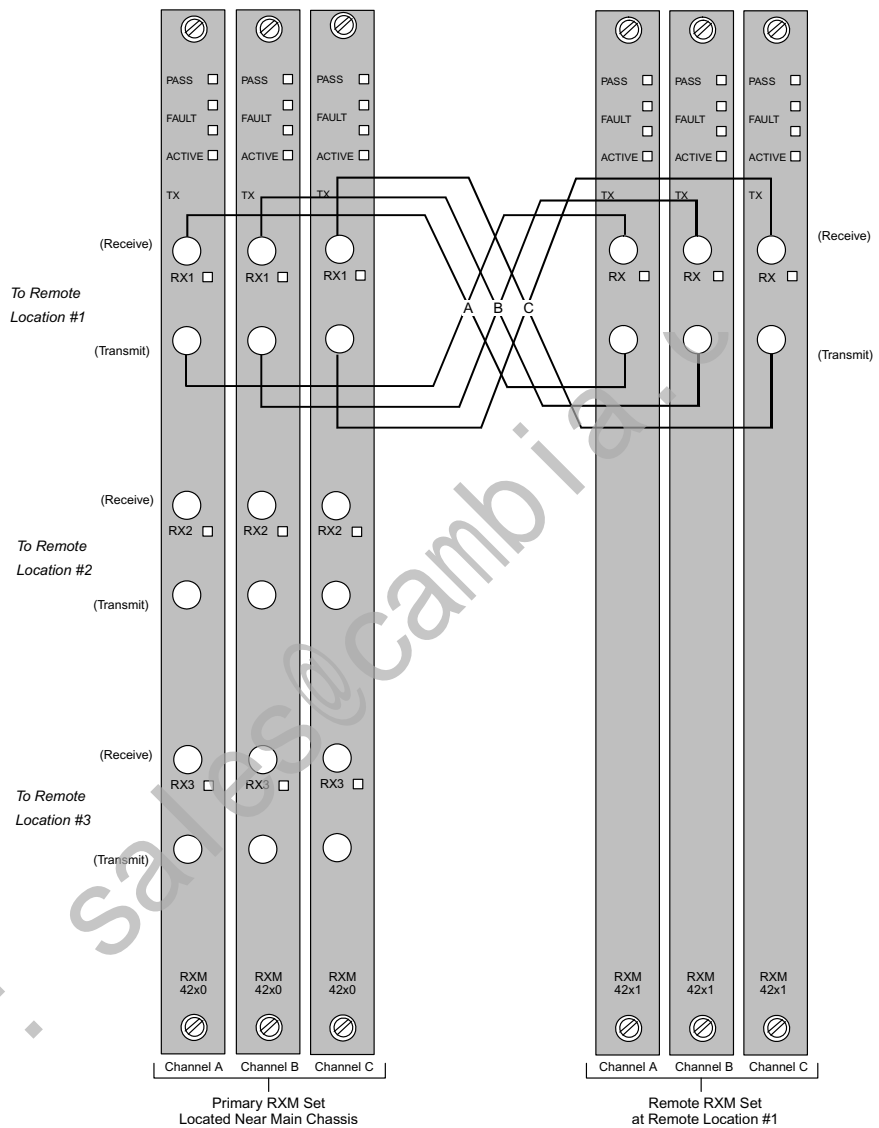 PASS PASS PASS PASS PASS PASS
FAULT FAULT FAULT FAULT FAULT FAULT
ACTIVE ACTIVE ACTIVE ACTIVE ACTIVE ACTIVE
TX TX TX TX TX TX
(Receive) (Receive)
RX1 RX1 RX1 RX RX RX
To Remote
Location #1
A B C
(Transmit) (Transmit)
(Receive)
RX2 RX2 RX2
To Remote
Location #2
(Transmit)
(Receive)
RX3 RX3 RX3
To Remote
Location #3
(Transmit)
RXM RXM RXM RXM RXM RXM
42x0 42x0 42x0 42x1 42x1 42x1
Channel A Channel B Channel C Channel A Channel B Channel C
Primary RXM Set
Located Near Main Chassis
Remote RXM Set
at Remote Location #1
sales@cambia.c